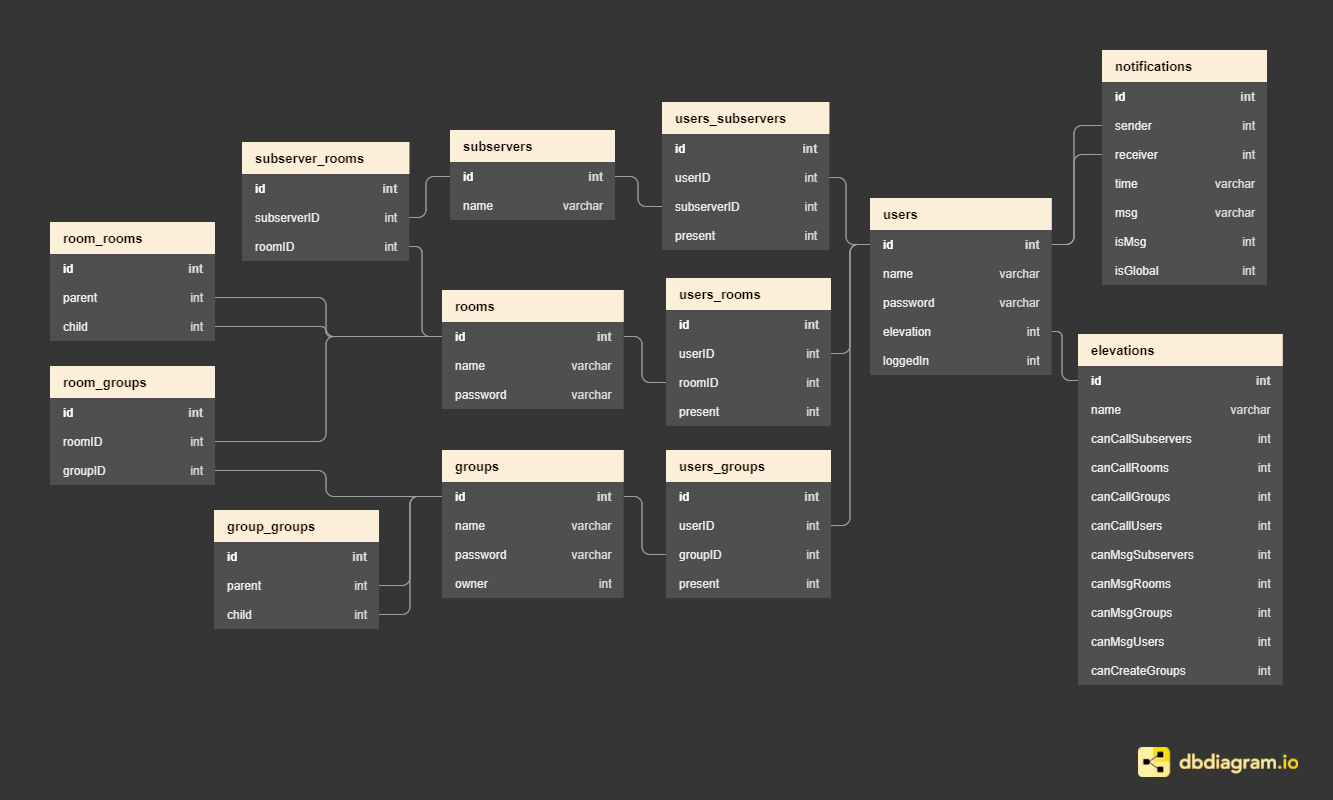 notifications
id int
sender int
receiver int
time varchar
msg varchar
isMsg int
isGlobal int
users_subservers
id int
userID int
subserverID int
present int
subservers
id int
name varchar
subserver_rooms
id int
subserverID int
roomID int
users
id int
name varchar
password varchar
elevation int
loggedIn int
room_rooms
id int
parent int
child int
users_rooms
id int
userID int
roomID int
present int
rooms
id int
name varchar
password varchar
elevations
id int
name varchar
canCallSubservers int
canCallRooms int
canCallGroups int
canCallUsers int
canMsgSubservers int
canMsgRooms int
canMsgGroups int
canMsgUsers int
canCreateGroups int
room_groups
id int
roomID int
groupID int
groups
id int
name varchar
password varchar
owner int
users_groups
id int
userID int
groupID int
present int
group_groups
id int
parent int
child int
dbdiagram.io